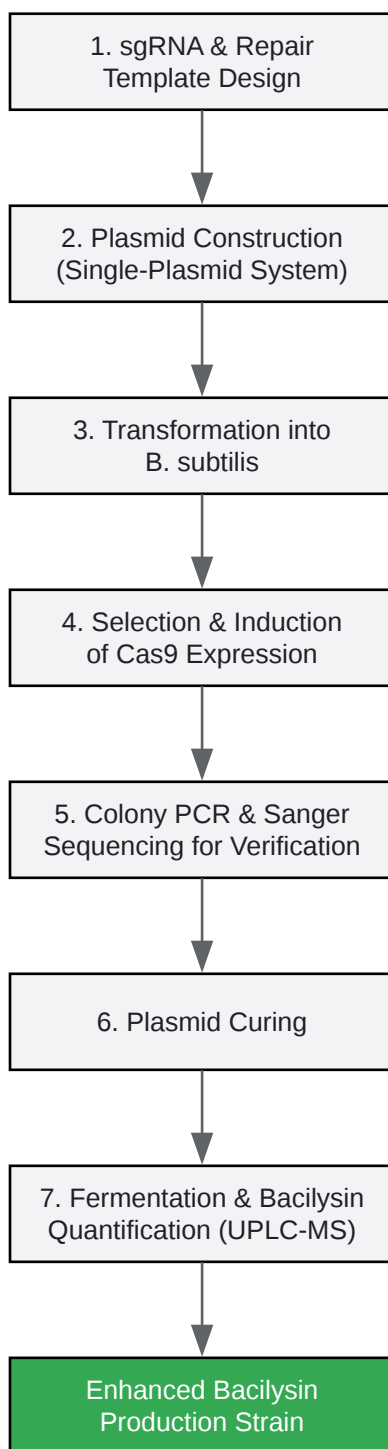 1. sgRNA & Repair
Template Design
2. Plasmid Construction
(Single-Plasmid System)
3. Transformation into
B. subtilis
4. Selection & Induction
of Cas9 Expression
5. Colony PCR & Sanger
Sequencing for Verification
6. Plasmid Curing
7. Fermentation & Bacilysin
Quantification (UPLC-MS)
Enhanced Bacilysin
Production Strain